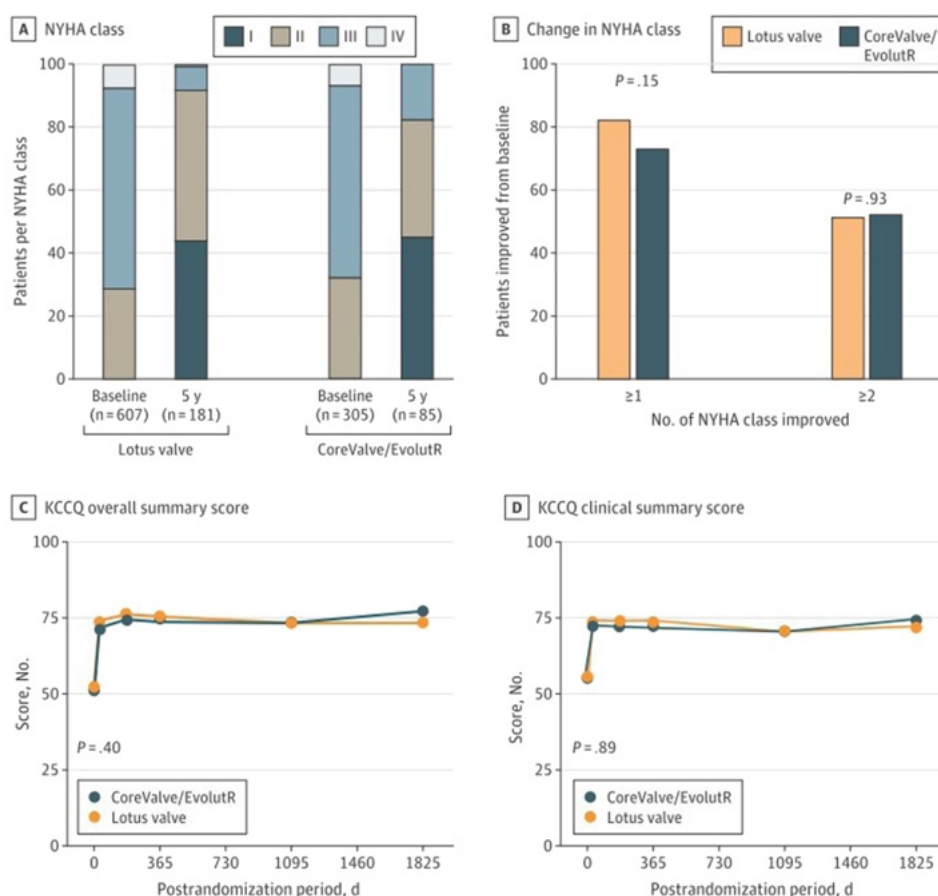 A NYHA class
I II III IV
Patients per NYHA class
100
80
60
40
20
0
Baseline
(n=607)
5 y
(n=181)
Baseline
(n=305)
5 y
(n=85)
Lotus valve
CoreValve/EvolutR
B Change in NYHA class
Lotus valve
CoreValve/
EvolutR
Patients improved from baseline
100
80
60
40
20
0
P = .15
P = .93
≥1
≥2
No. of NYHA class improved
C KCCQ overall summary score
Score, No.
100
75
50
25
0
P = .40
CoreValve/EvolutR
Lotus valve
0 365 730 1095 1460 1825
Postrandomization period, d
D KCCQ clinical summary score
Score, No.
100
75
50
25
0
P = .89
CoreValve/EvolutR
Lotus valve
0 365 730 1095 1460 1825
Postrandomization period, d